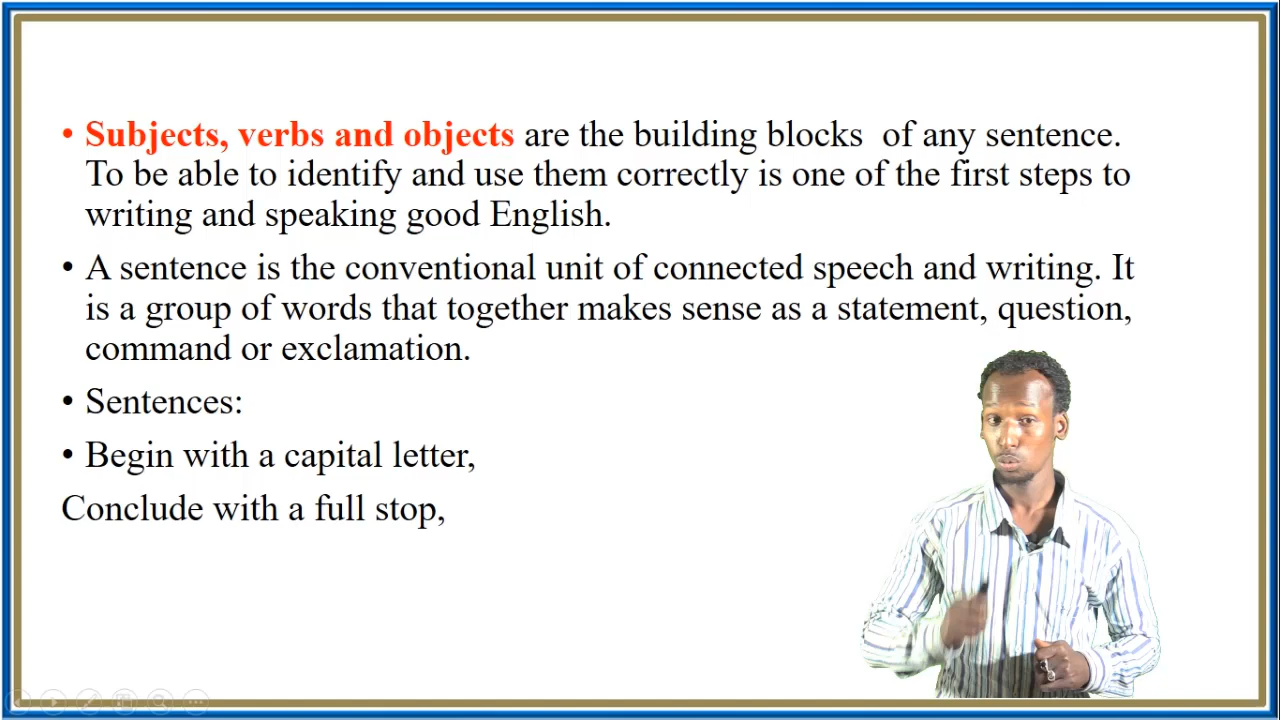 • Subjects, verbs and objects are the building blocks  of any sentence.
To be able to identify and use them correctly is one of the first steps to
writing and speaking good English.
• A sentence is the conventional unit of connected speech and writing. It
is a group of words that together makes sense as a statement, question,
command or exclamation.
• Sentences:
• Begin with a capital letter,
Conclude with a full stop,